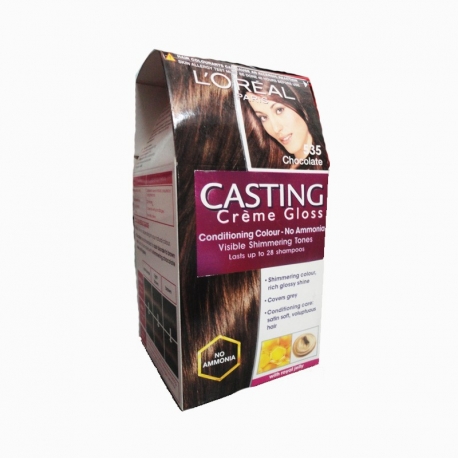 L'ORÉAL
PARIS
535
Chocolate
CASTING
Crème Gloss
Conditioning Colour - No Ammonia
Visible Shimmering Tones
Lasts up to 28 shampoos
• Shimmering colour,
rich glossy shine
• Covers grey
• Conditioning care:
satin soft, voluptuous
hair
NO
AMMONIA
with royal jelly